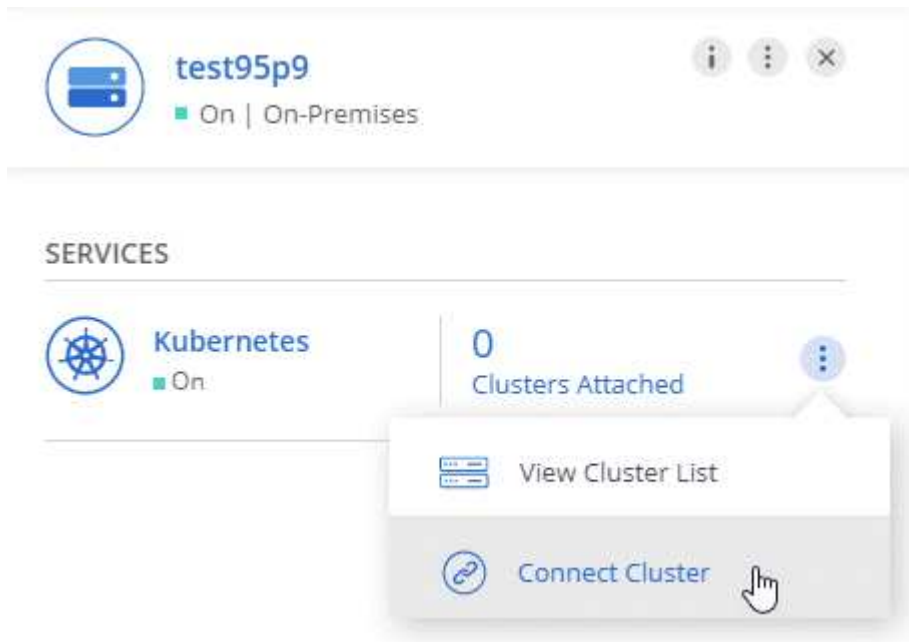 test95p9
On | On-Premises
SERVICES
Kubernetes
On
0
Clusters Attached
View Cluster List
Connect Cluster